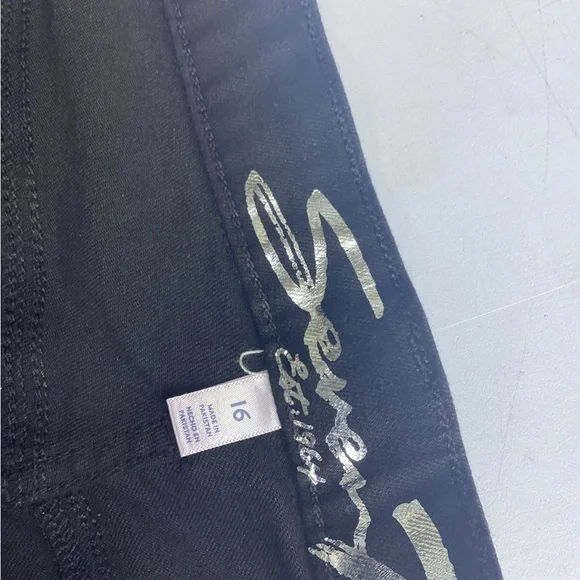 Seven
Est. 1964
16
MADE IN
PAKISTAN
HECHO EN
PAKISTAN